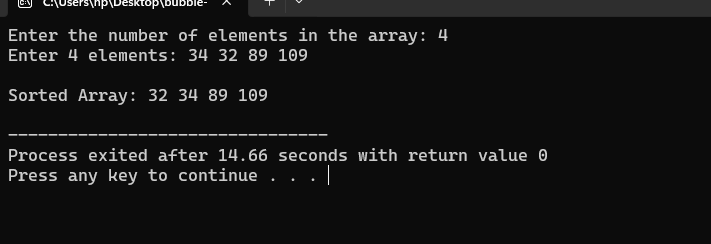 C:\Users\hp\Desktop\bubble-
Enter the number of elements in the array: 4
Enter 4 elements: 34 32 89 109
Sorted Array: 32 34 89 109
--------------------------------
Process exited after 14.66 seconds with return value 0
Press any key to continue . . .